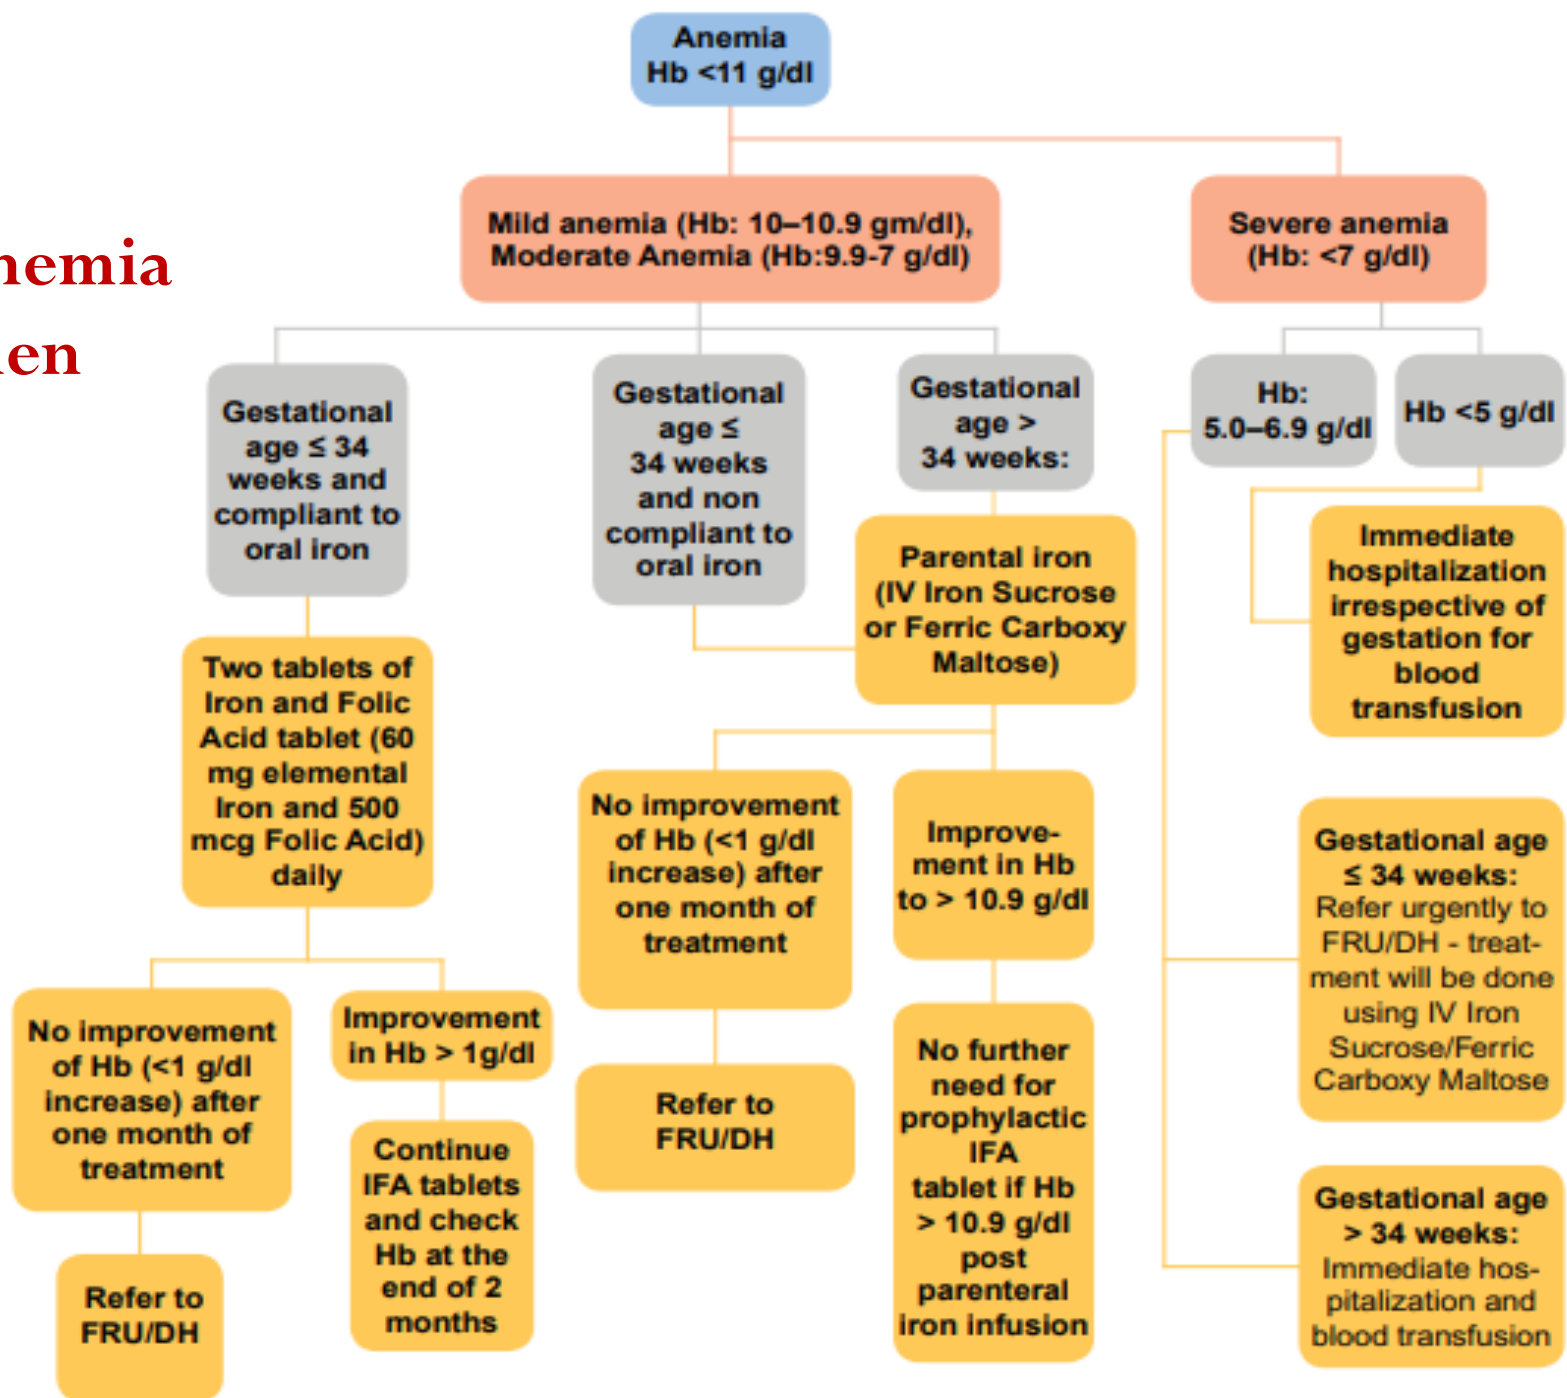 Anemia
Hb <11 g/dl
nemia
en
Mild anemia (Hb: 10–10.9 gm/dl),
Moderate Anemia (Hb:9.9-7 g/dl)
Severe anemia
(Hb: <7 g/dl)
Gestational
age ≤ 34
weeks and
compliant to
oral iron
Gestational
age ≤
34 weeks
and non
compliant to
oral iron
Gestational
age >
34 weeks:
Hb:
5.0–6.9 g/dl
Hb <5 g/dl
Two tablets of
Iron and Folic
Acid tablet (60
mg elemental
Iron and 500
mcg Folic Acid)
daily
Parental iron
(IV Iron Sucrose
or Ferric Carboxy
Maltose)
Immediate
hospitalization
irrespective of
gestation for
blood
transfusion
No improvement
of Hb (<1 g/dl
increase) after
one month of
treatment
Improvement
in Hb > 1g/dl
No improvement
of Hb (<1 g/dl
increase) after
one month of
treatment
Improve-
ment in Hb
to > 10.9 g/dl
Gestational age
≤ 34 weeks:
Refer urgently to
FRU/DH - treat-
ment will be done
using IV Iron
Sucrose/Ferric
Carboxy Maltose
Refer to
FRU/DH
Continue
IFA tablets
and check
Hb at the
end of 2
months
Refer to
FRU/DH
No further
need for
prophylactic
IFA
tablet if Hb
> 10.9 g/dl
post
parenteral
iron infusion
Gestational age
> 34 weeks:
Immediate hos-
pitalization and
blood transfusion